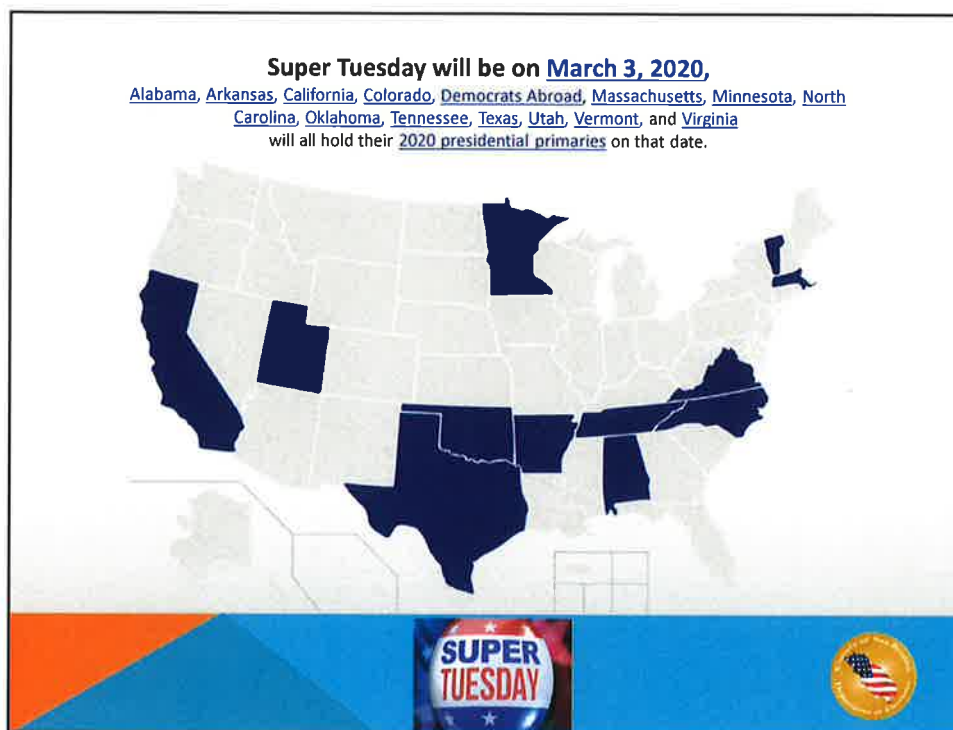 Super Tuesday will be on March 3, 2020,
Alabama, Arkansas, California, Colorado, Democrats Abroad, Massachusetts, Minnesota, North
Carolina, Oklahoma, Tennessee, Texas, Utah, Vermont, and Virginia
will all hold their 2020 presidential primaries on that date.
SUPER
TUESDAY